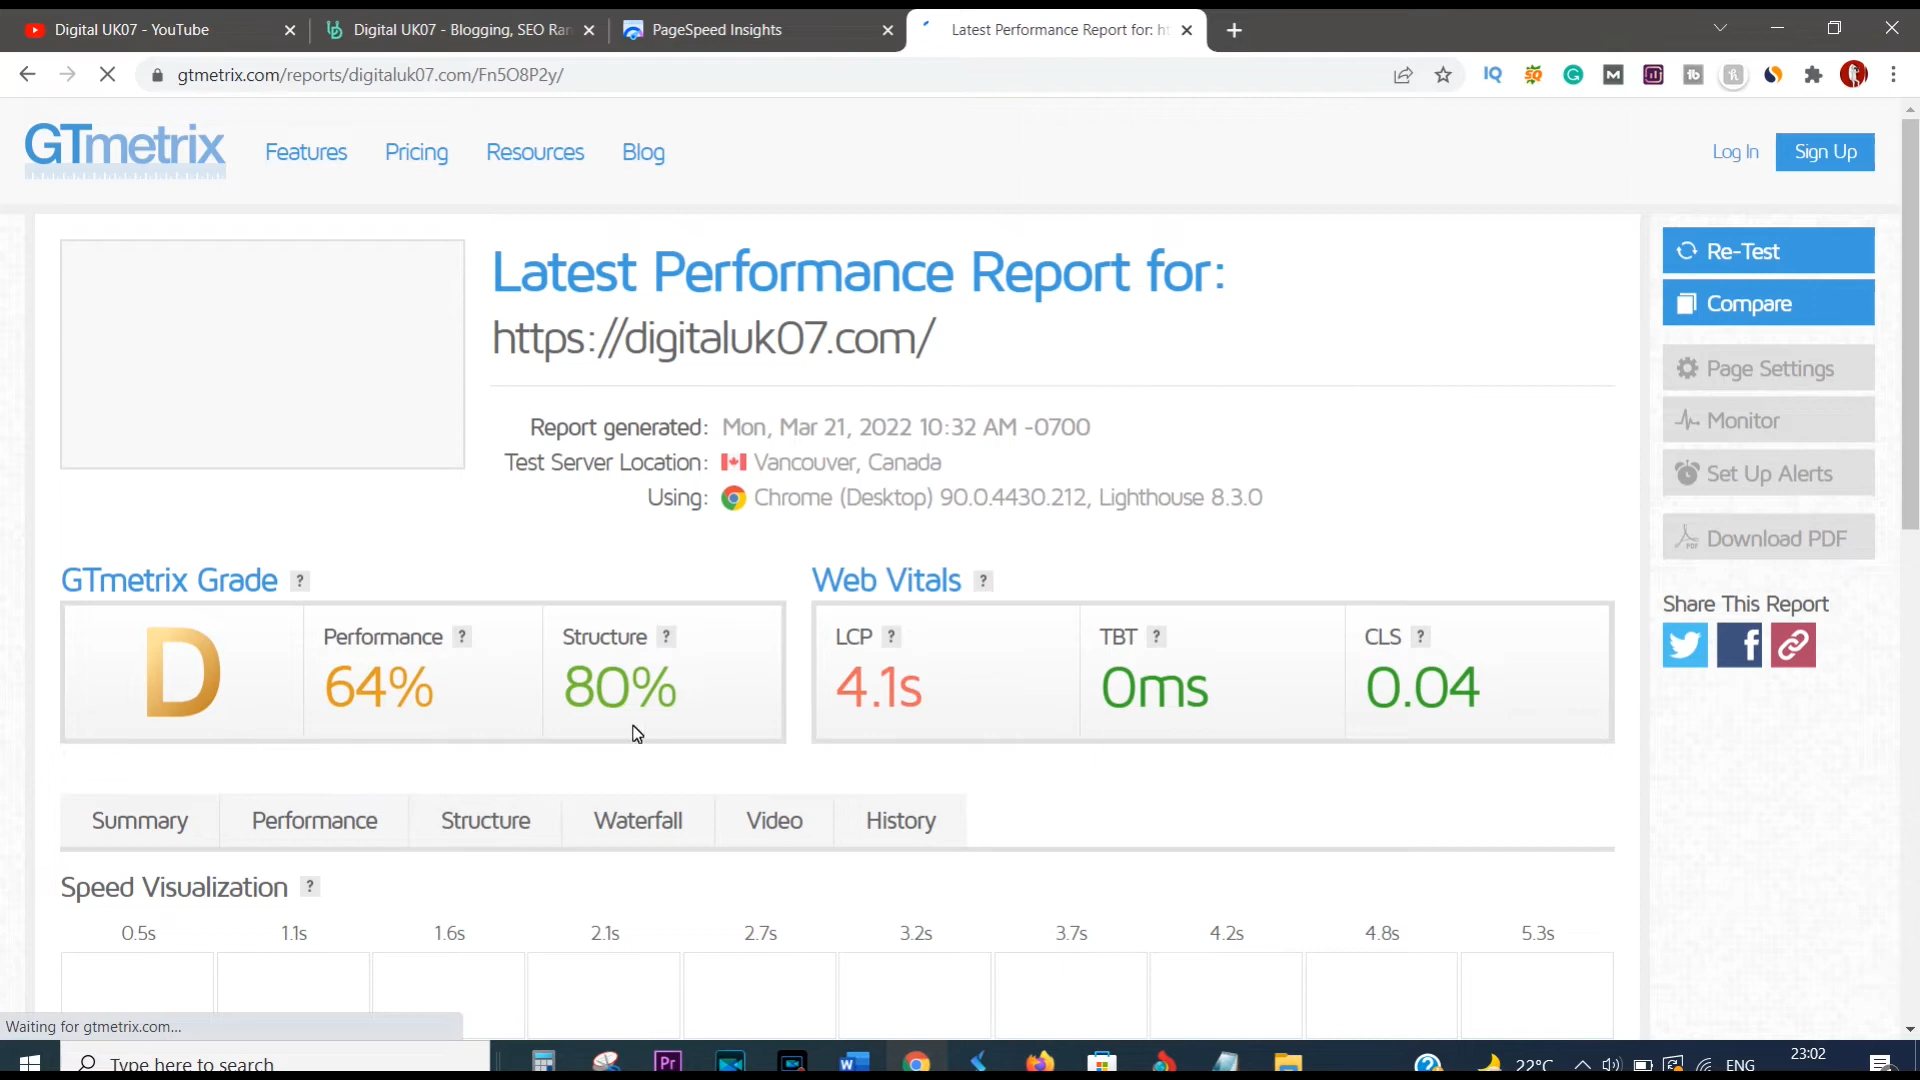 Digital UK07 - YouTube
Digital UK07 - Blogging, SEO Ran
PageSpeed Insights
Latest Performance Report for: ht
gtmetrix.com/reports/digitaluk07.com/Fn5O8P2y/
GTmetrix
Features
Pricing
Resources
Blog
Log In
Sign Up
Latest Performance Report for:
https://digitaluk07.com/
Report generated: Mon, Mar 21, 2022 10:32 AM -0700
Test Server Location: Vancouver, Canada
Using: Chrome (Desktop) 90.0.4430.212, Lighthouse 8.3.0
Re-Test
Compare
Page Settings
Monitor
Set Up Alerts
Download PDF
Share This Report
GTmetrix Grade ?
D
Performance ?
64%
Structure ?
80%
Web Vitals ?
LCP ?
4.1s
TBT ?
0ms
CLS ?
0.04
Summary
Performance
Structure
Waterfall
Video
History
Speed Visualization ?
0.5s
1.1s
1.6s
2.1s
2.7s
3.2s
3.7s
4.2s
4.8s
5.3s
Waiting for gtmetrix.com...
Type here to search
22°C
ENG
23:02